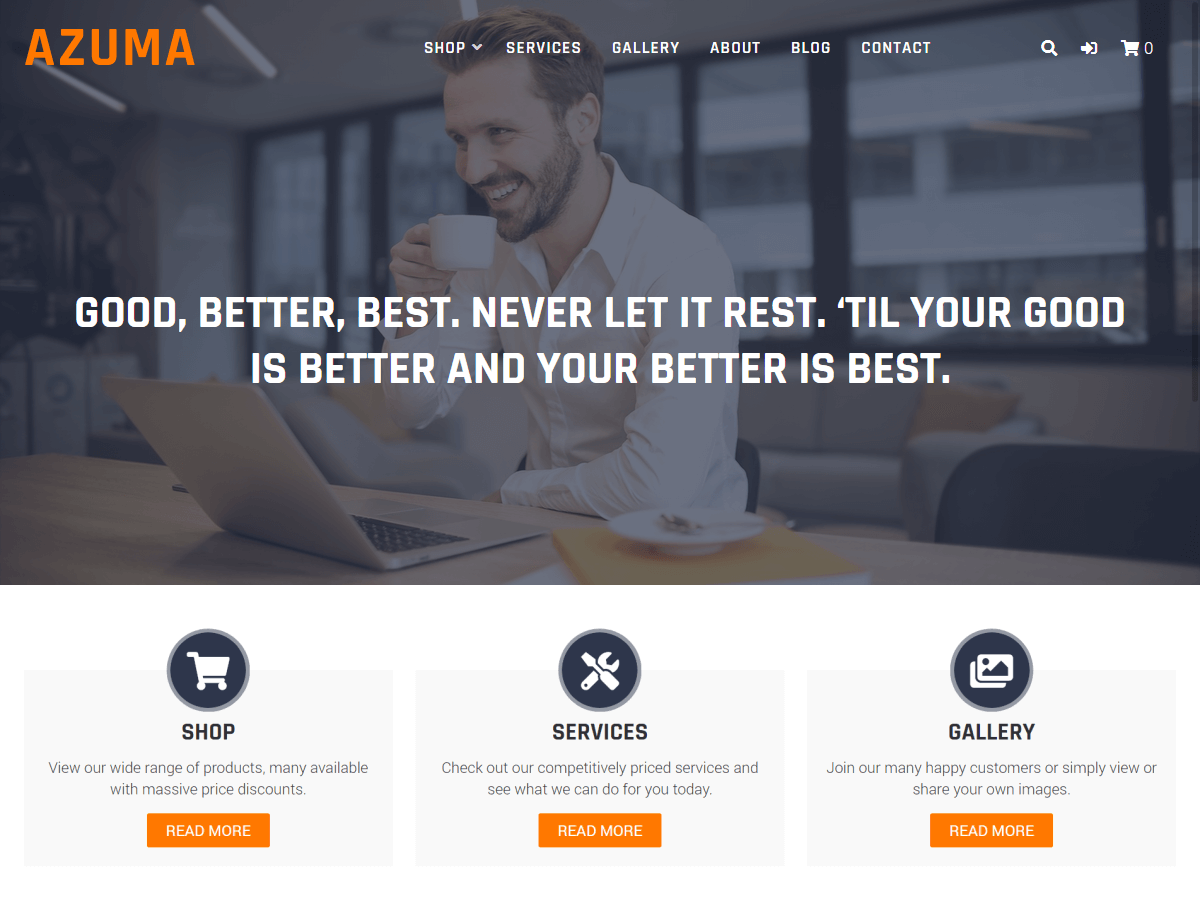 AZUMA
SHOP SERVICES GALLERY ABOUT BLOG CONTACT 0
GOOD, BETTER, BEST. NEVER LET IT REST. ‘TIL YOUR GOOD
IS BETTER AND YOUR BETTER IS BEST.
SHOP
View our wide range of products, many available
with massive price discounts.
READ MORE
SERVICES
Check out our competitively priced services and
see what we can do for you today.
READ MORE
GALLERY
Join our many happy customers or simply view or
share your own images.
READ MORE